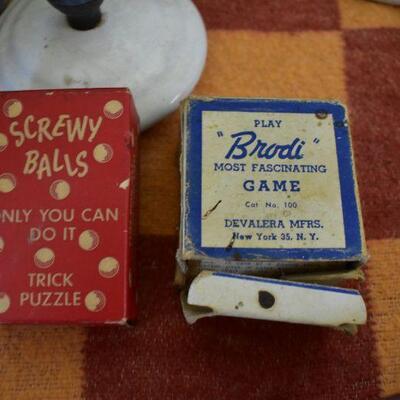 SCREWY
BALLS
ONLY YOU CAN
DO IT
TRICK
PUZZLE
PLAY
"Brodi"
MOST FASCINATING
GAME
Cat No. 100
DEVALERA MFRS.
New York 35, N. Y.